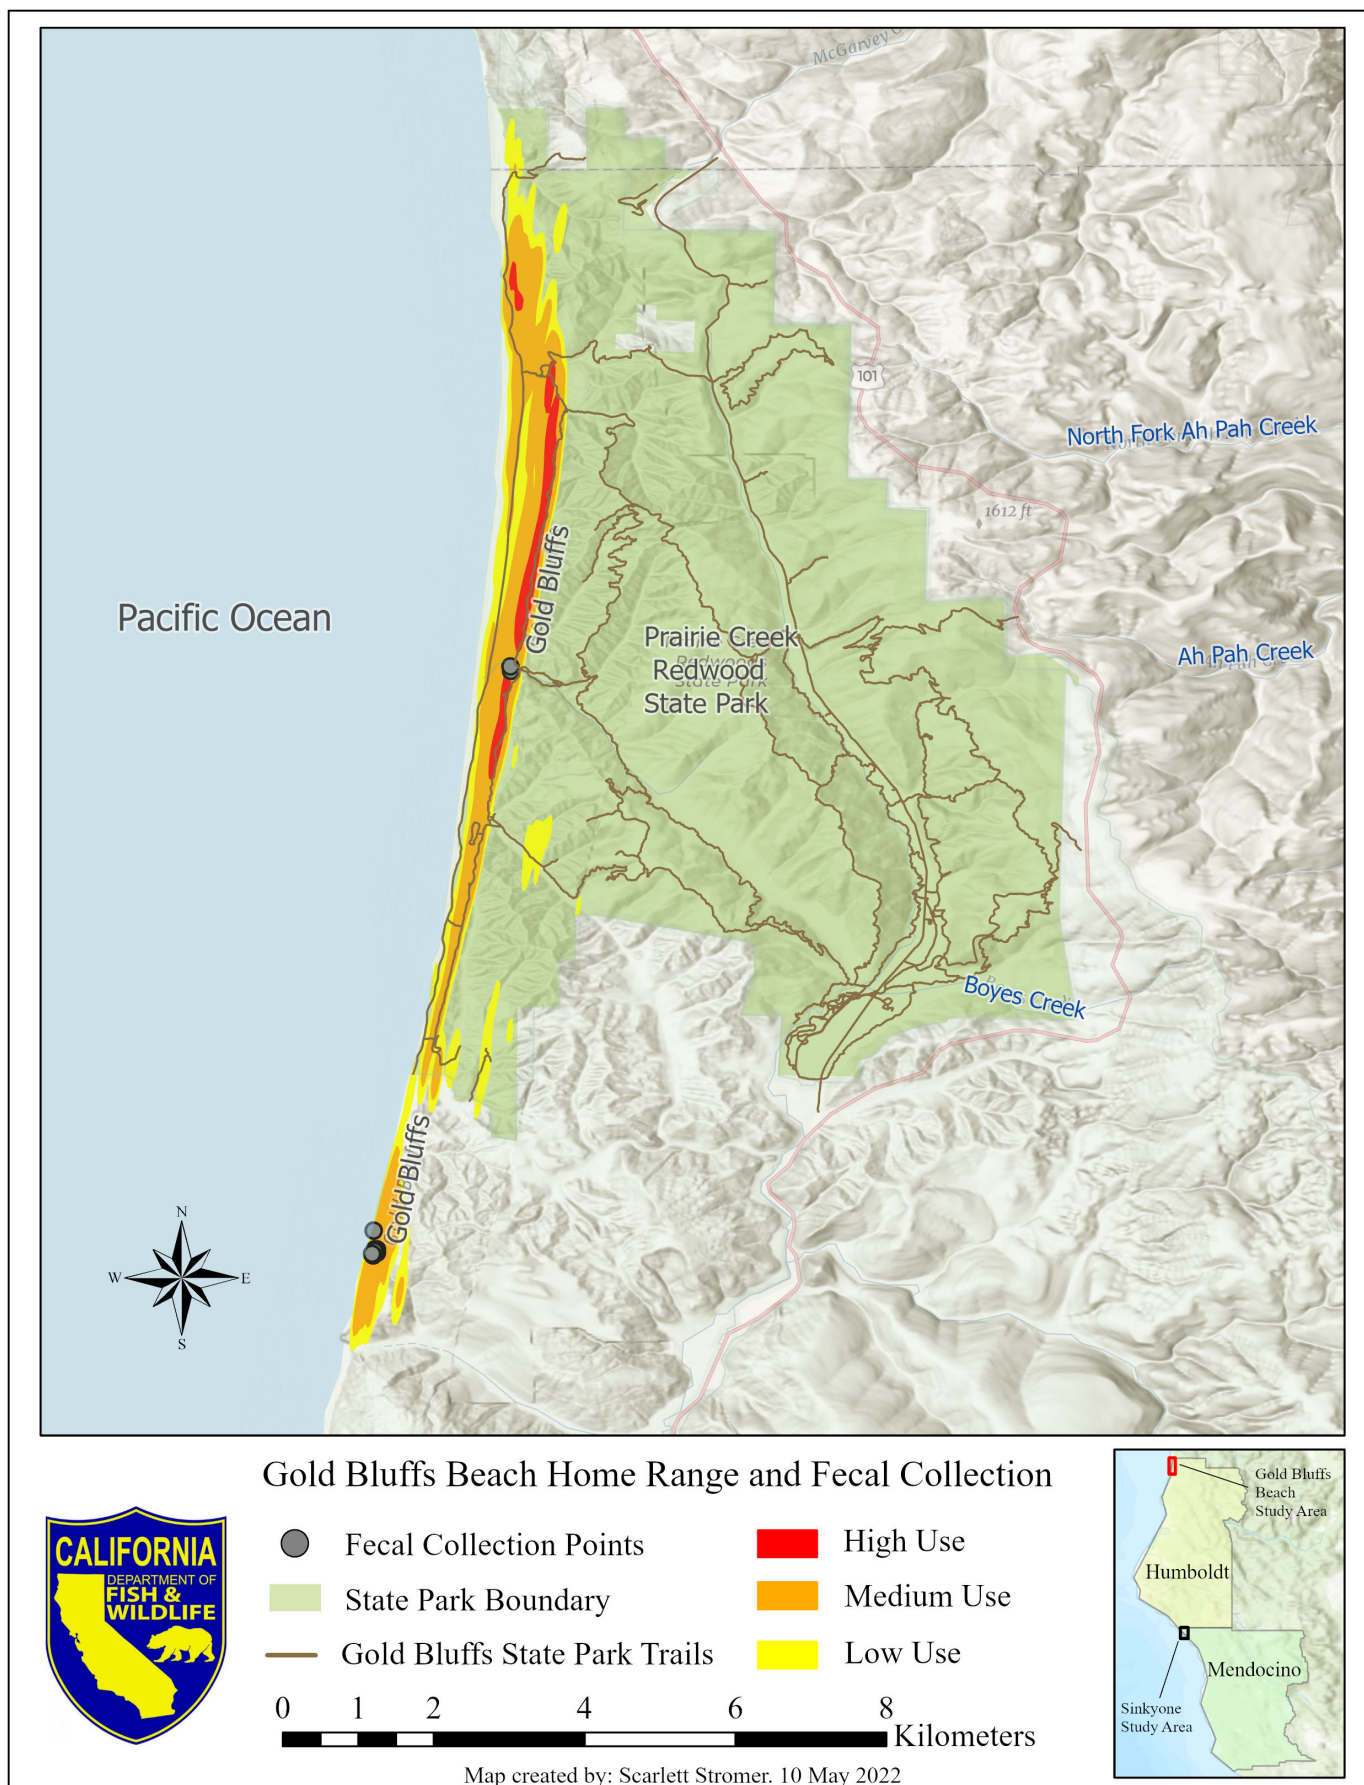 McGarvey C
101
North Fork Ah Pah Creek
1612 ft
Gold Bluffs
Pacific Ocean
Prairie Creek
Redwood
State Park
Redwoods
State Park
Ah Pah Creek
Boyes Creek
Gold Bluffs
N
W
E
S
Gold Bluffs Beach Home Range and Fecal Collection
CALIFORNIA
DEPARTMENT OF
FISH &
WILDLIFE
Fecal Collection Points
State Park Boundary
Gold Bluffs State Park Trails
High Use
Medium Use
Low Use
0 1 2 4 6 8
Kilometers
Map created by: Scarlett Stromer. 10 May 2022
Gold Bluffs
Beach
Study Area
Humboldt
Mendocino
Sinkyone
Study Area